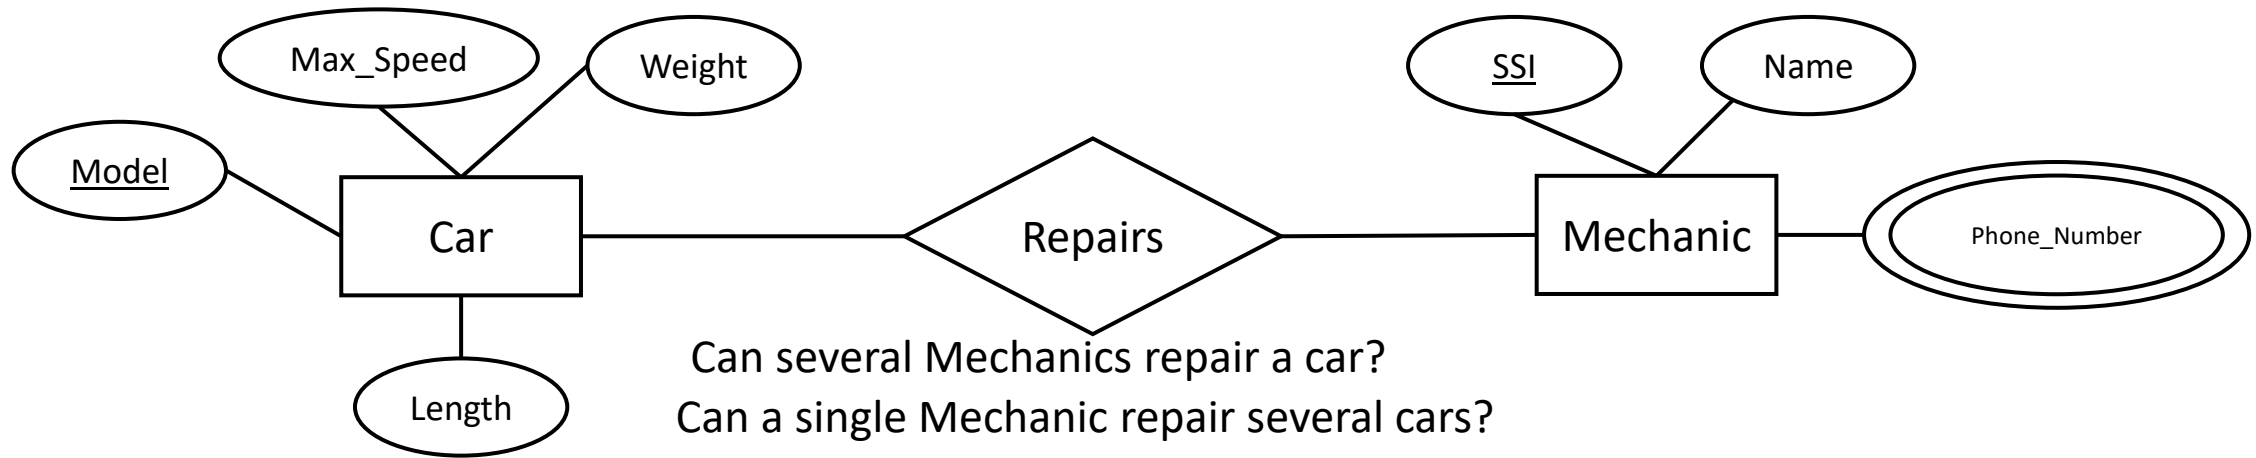 Max_Speed
Weight
SSI
Name
Model
Car
Repairs
Mechanic
Phone_Number
Can several Mechanics repair a car?
Length
Can a single Mechanic repair several cars?